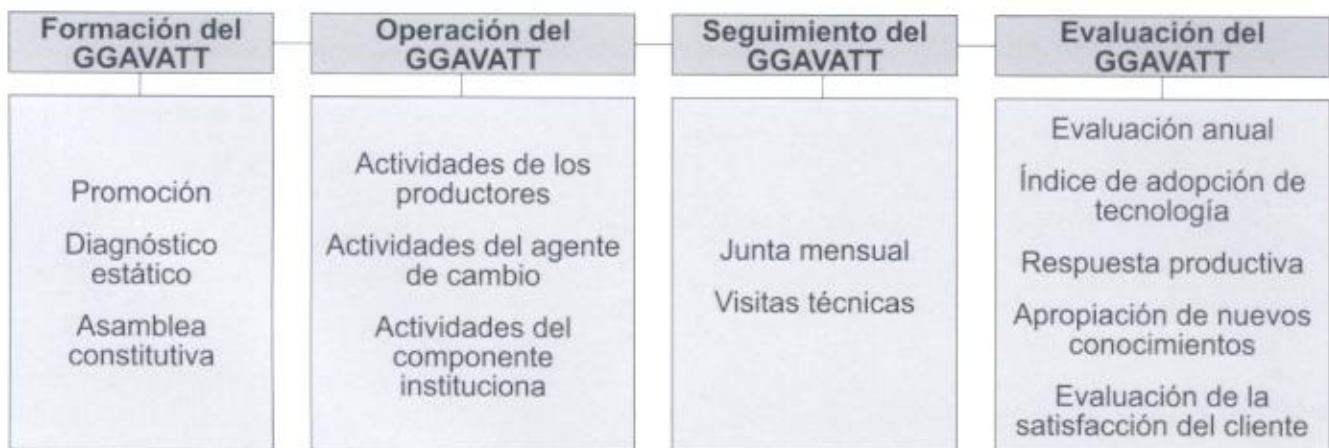 Formación del
GGAVATT
Promoción
Diagnóstico
estático
Asamblea
constitutiva
Operación del
GGAVATT
Actividades de los
productores
Actividades del agente
de cambio
Actividades del
componente
instituciona
Seguimiento del
GGAVATT
Junta mensual
Visitas técnicas
Evaluación del
GGAVATT
Evaluación anual
Índice de adopción de
tecnología
Respuesta productiva
Apropiación de nuevos
conocimientos
Evaluación de la
satisfacción del cliente